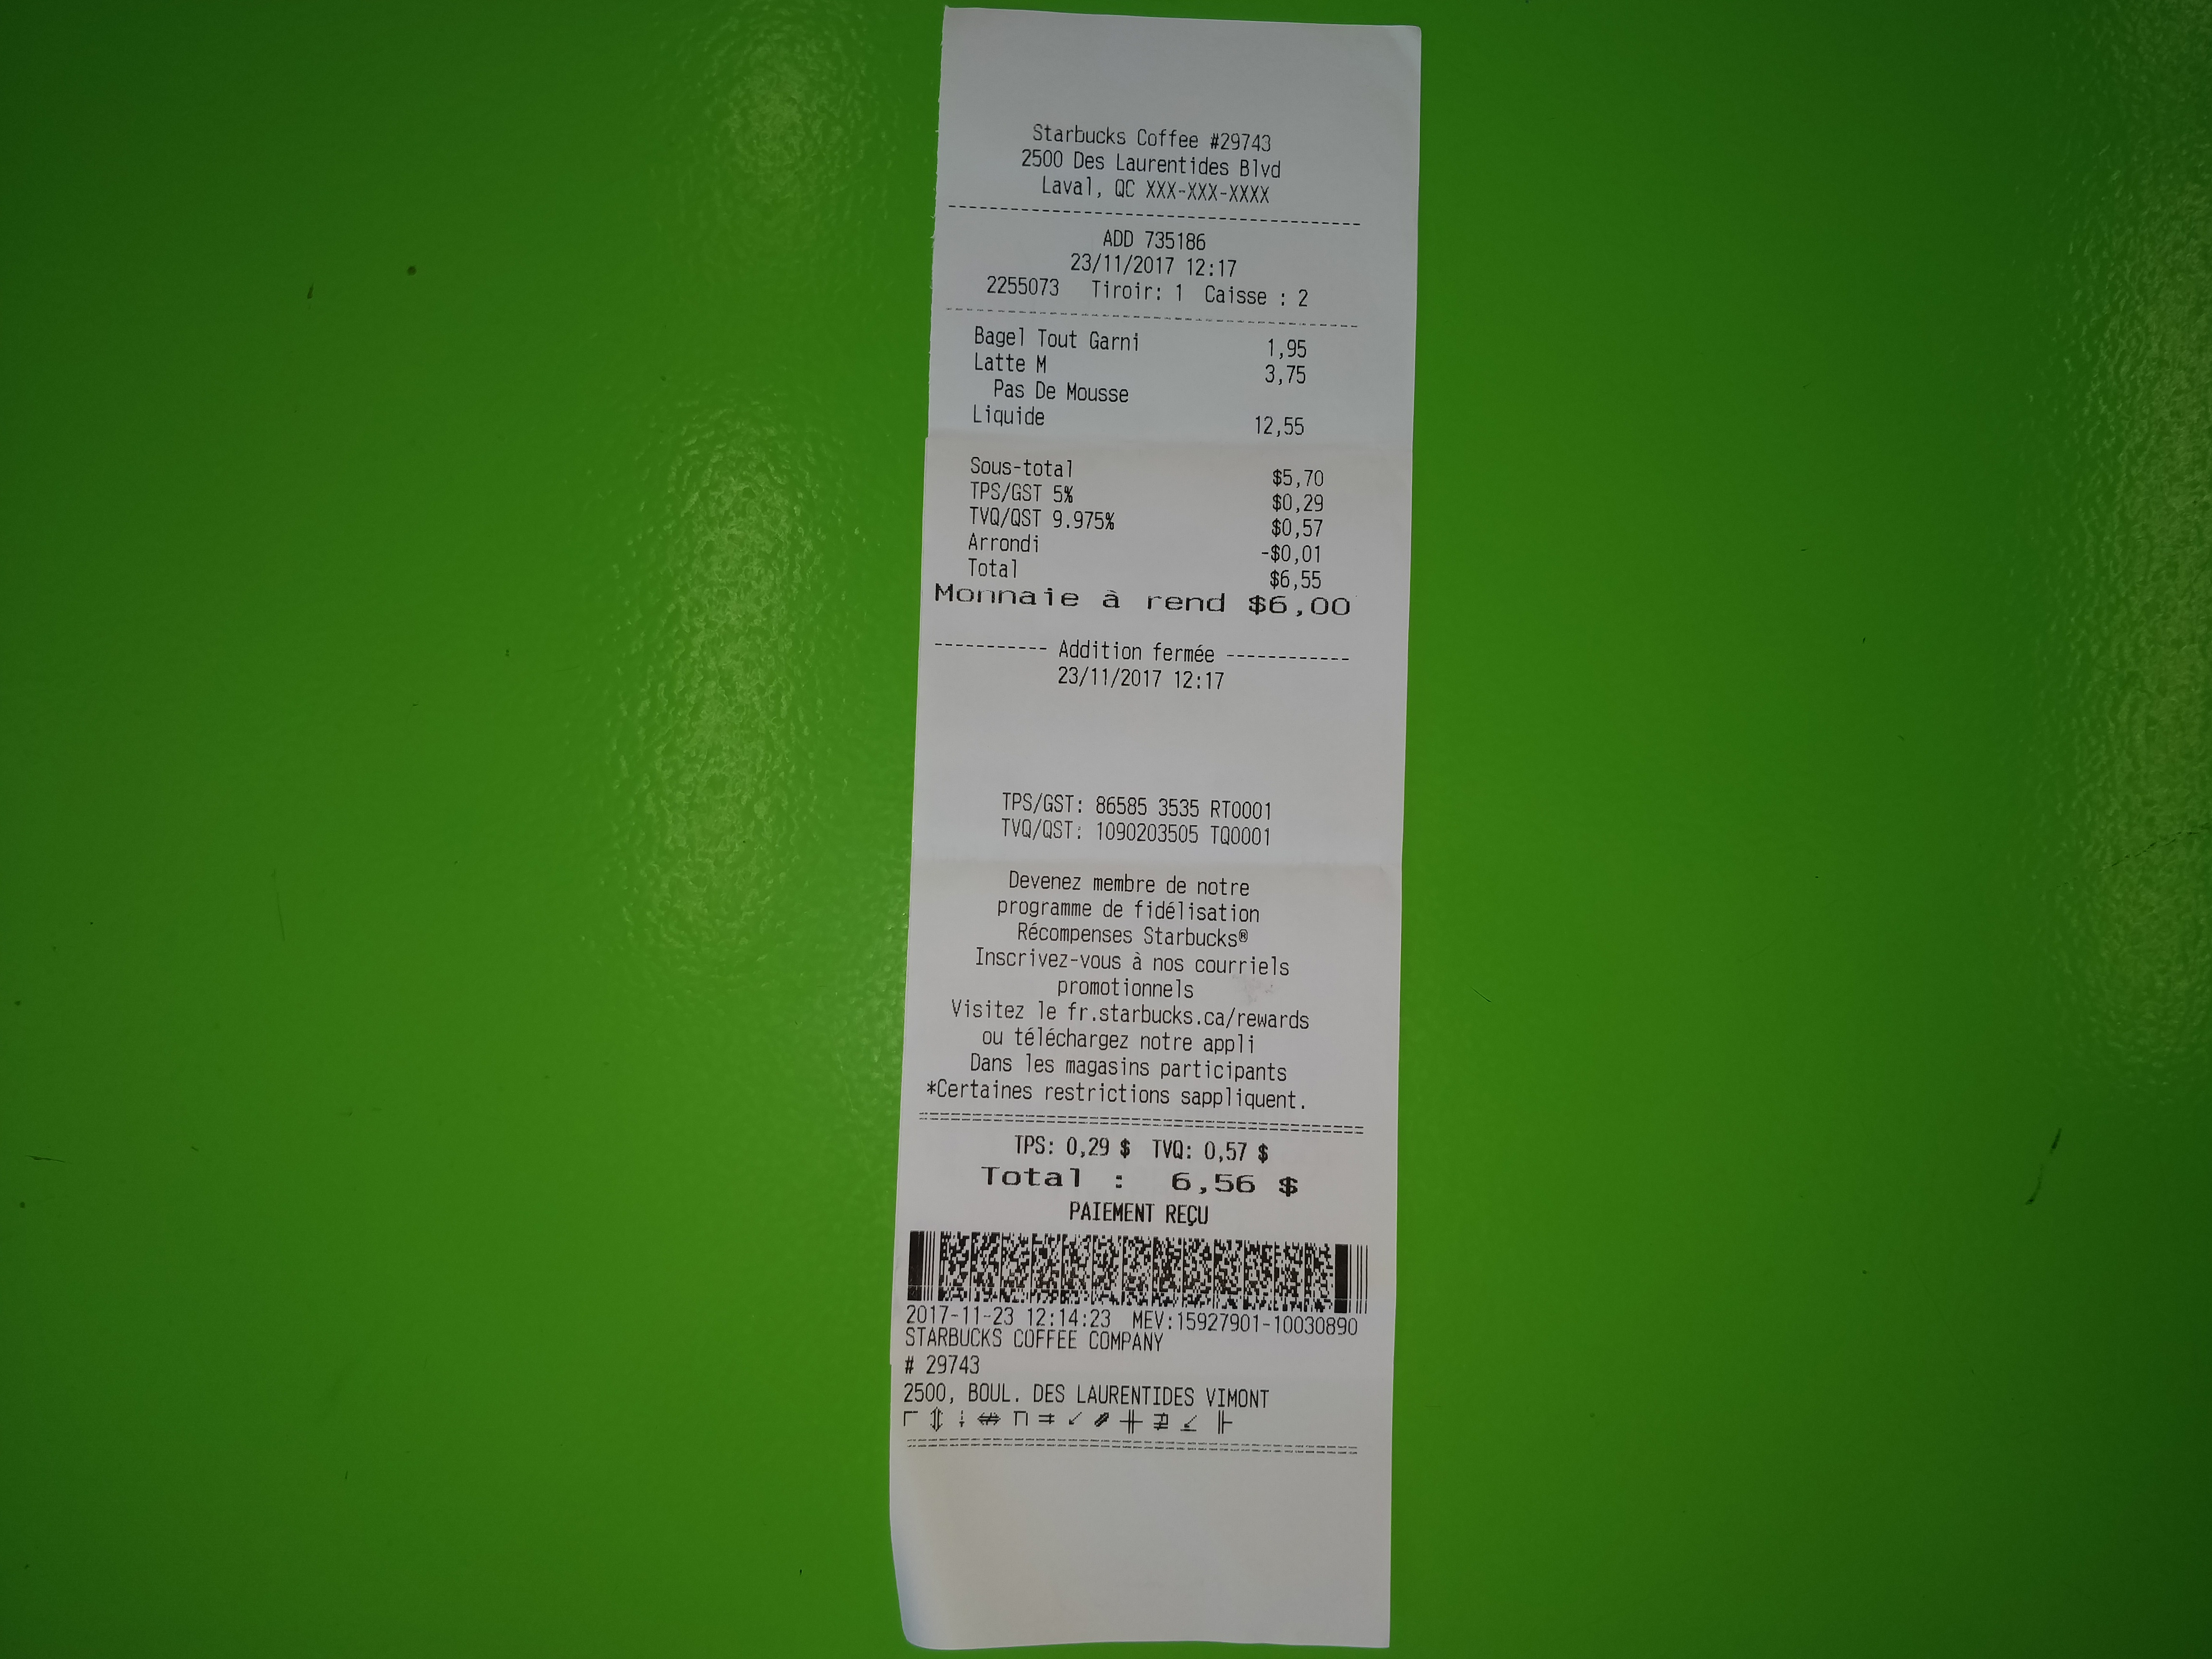 Starbucks Coffee #29743
2500 Des Laurentides Blvd
Laval, QC XXX-XXX-XXXX
ADD 735186
23/11/2017 12:17
2255073 Tiroir: 1 Caisse : 2
Bagel Tout Garni 1,95
Latte M 3,75
Pas De Mousse
Liquide 12,55
Sous-total $5,70
TPS/GST 5% $0,29
TVQ/QST 9.975% $0,57
Arrondi -$0,01
Total $6,55
Monnaie à rend $6,00
----------- Addition fermée ------------
23/11/2017 12:17
TPS/GST: 86585 3535 RT0001
TVQ/QST: 1090203505 TQ0001
Devenez membre de notre
programme de fidélisation
Récompenses Starbucks®
Inscrivez-vous à nos courriels
promotionnels
Visitez le fr.starbucks.ca/rewards
ou téléchargez notre appli
Dans les magasins participants
*Certaines restrictions sappliquent.
TPS: 0,29 $ TVQ: 0,57 $
Total : 6,56 $
PAIEMENT REÇU
2017-11-23 12:14:23 MEV:15927901-10030890
STARBUCKS COFFEE COMPANY
# 29743
2500, BOUL. DES LAURENTIDES VIMONT